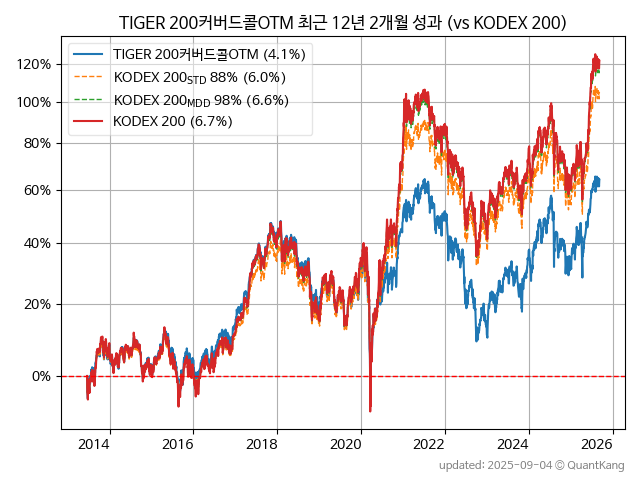 TIGER 200커버드콜OTM 최근 12년 2개월 성과 (vs KODEX 200)
TIGER 200커버드콜OTM (4.1%)
KODEX 200STD 88% (6.0%)
KODEX 200MDD 98% (6.6%)
KODEX 200 (6.7%)
120%
100%
80%
60%
40%
20%
0%
2014 2016 2018 2020 2022 2024 2026
updated: 2025-09-04 © QuantKang